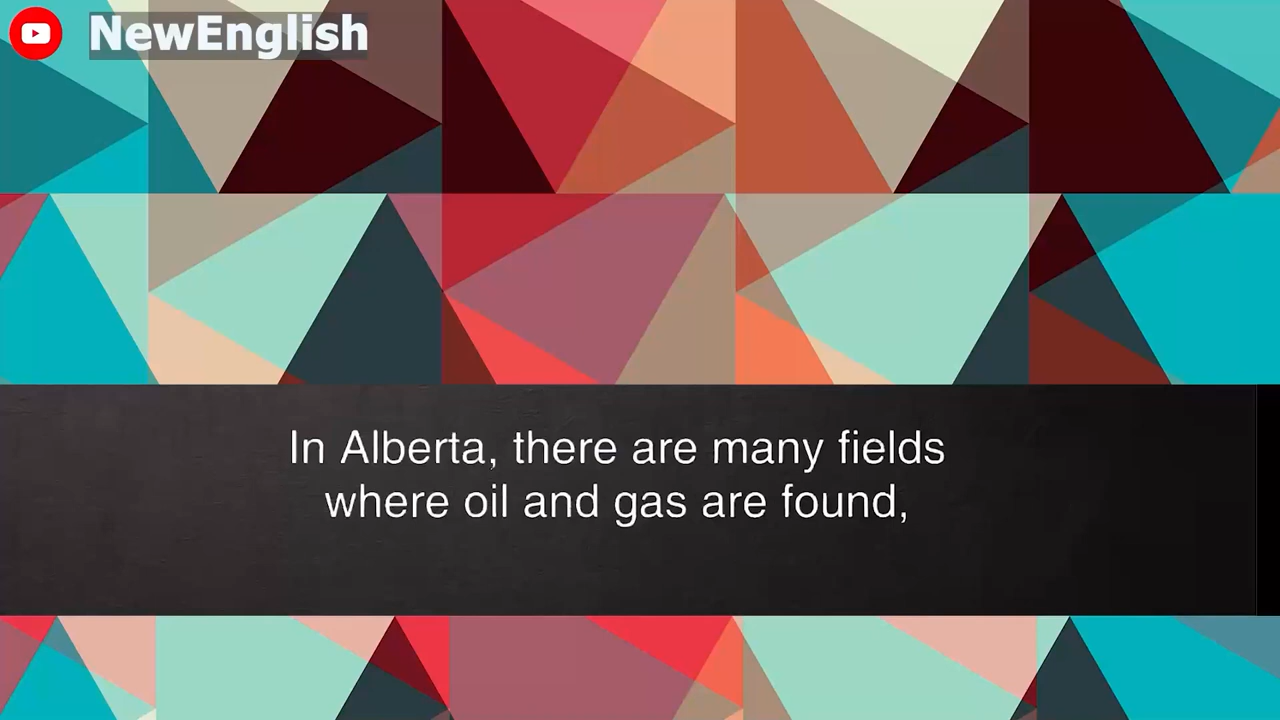 NewEnglish
In Alberta, there are many fields
where oil and gas are found,